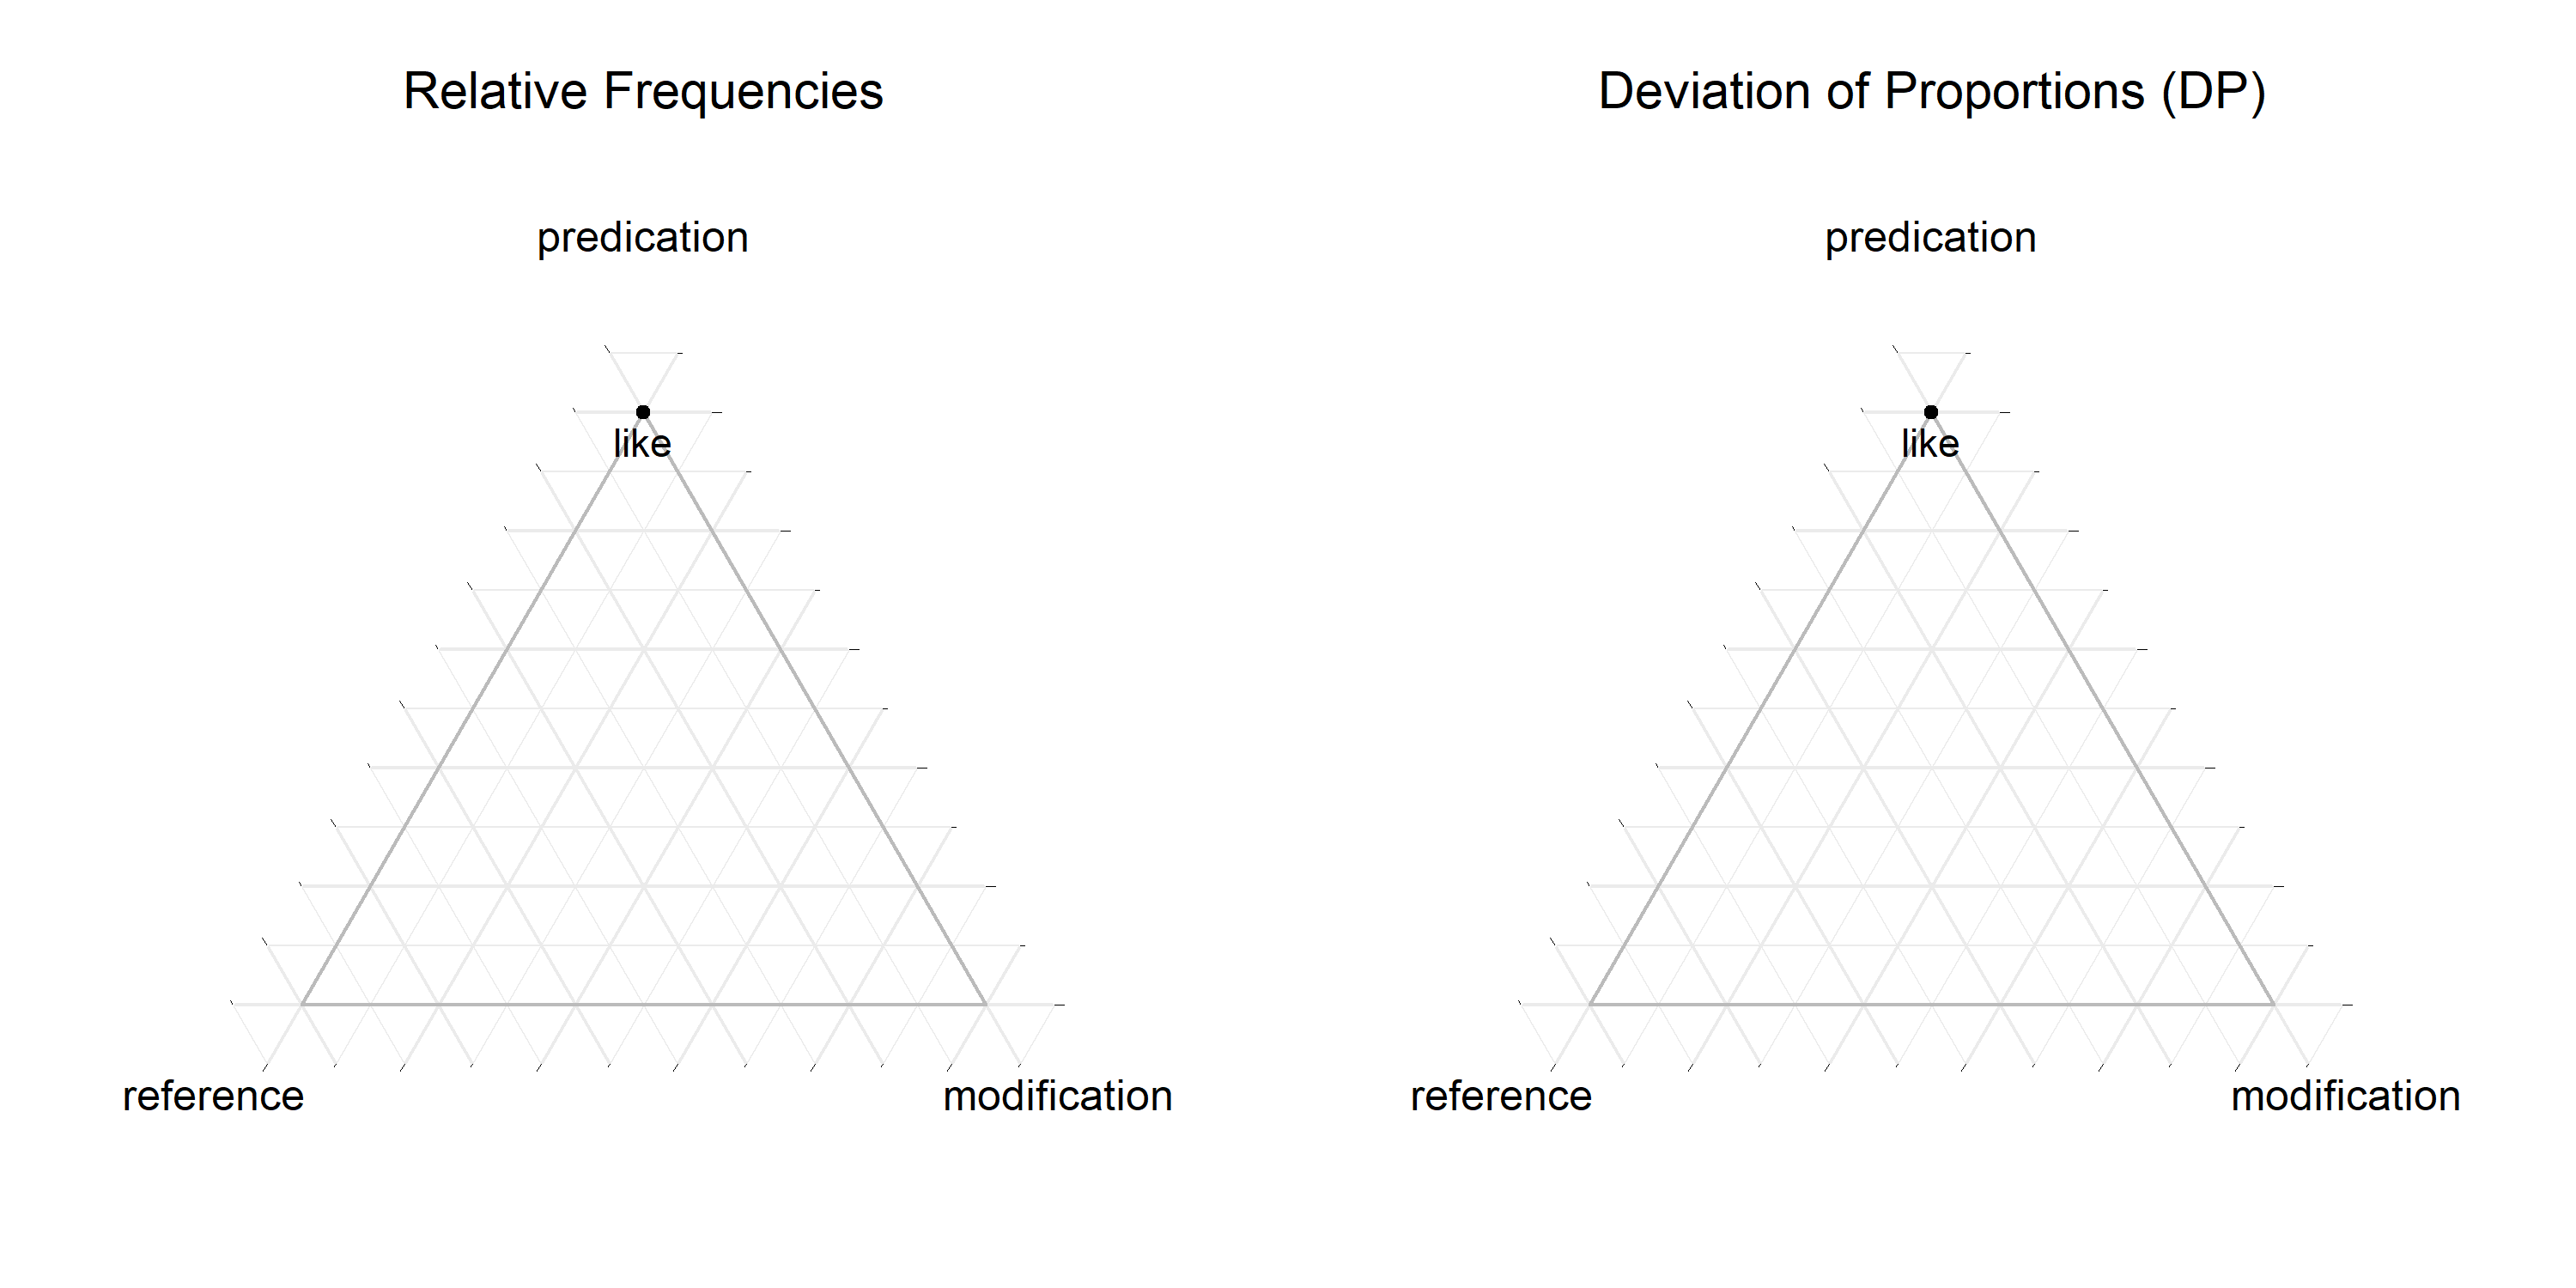 Relative Frequencies
predication
like
reference
modification
Deviation of Proportions (DP)
predication
like
reference
modification